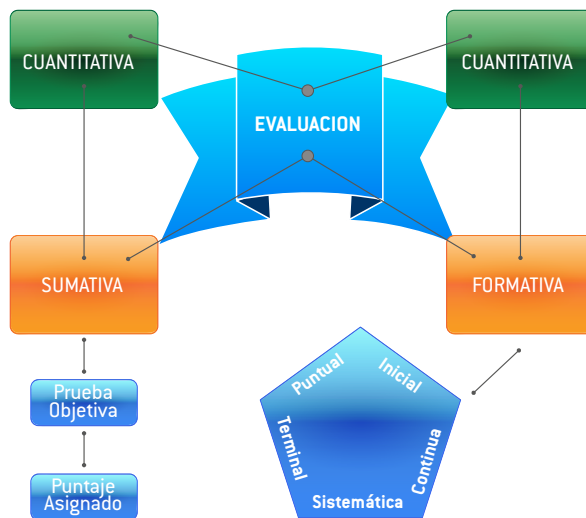 CUANTITATIVA
CUANTITATIVA
EVALUACION
SUMATIVA
FORMATIVA
Puntual
Inicial
Prueba
Objetiva
Terminal
Continua
Puntaje
Asignado
Sistemática